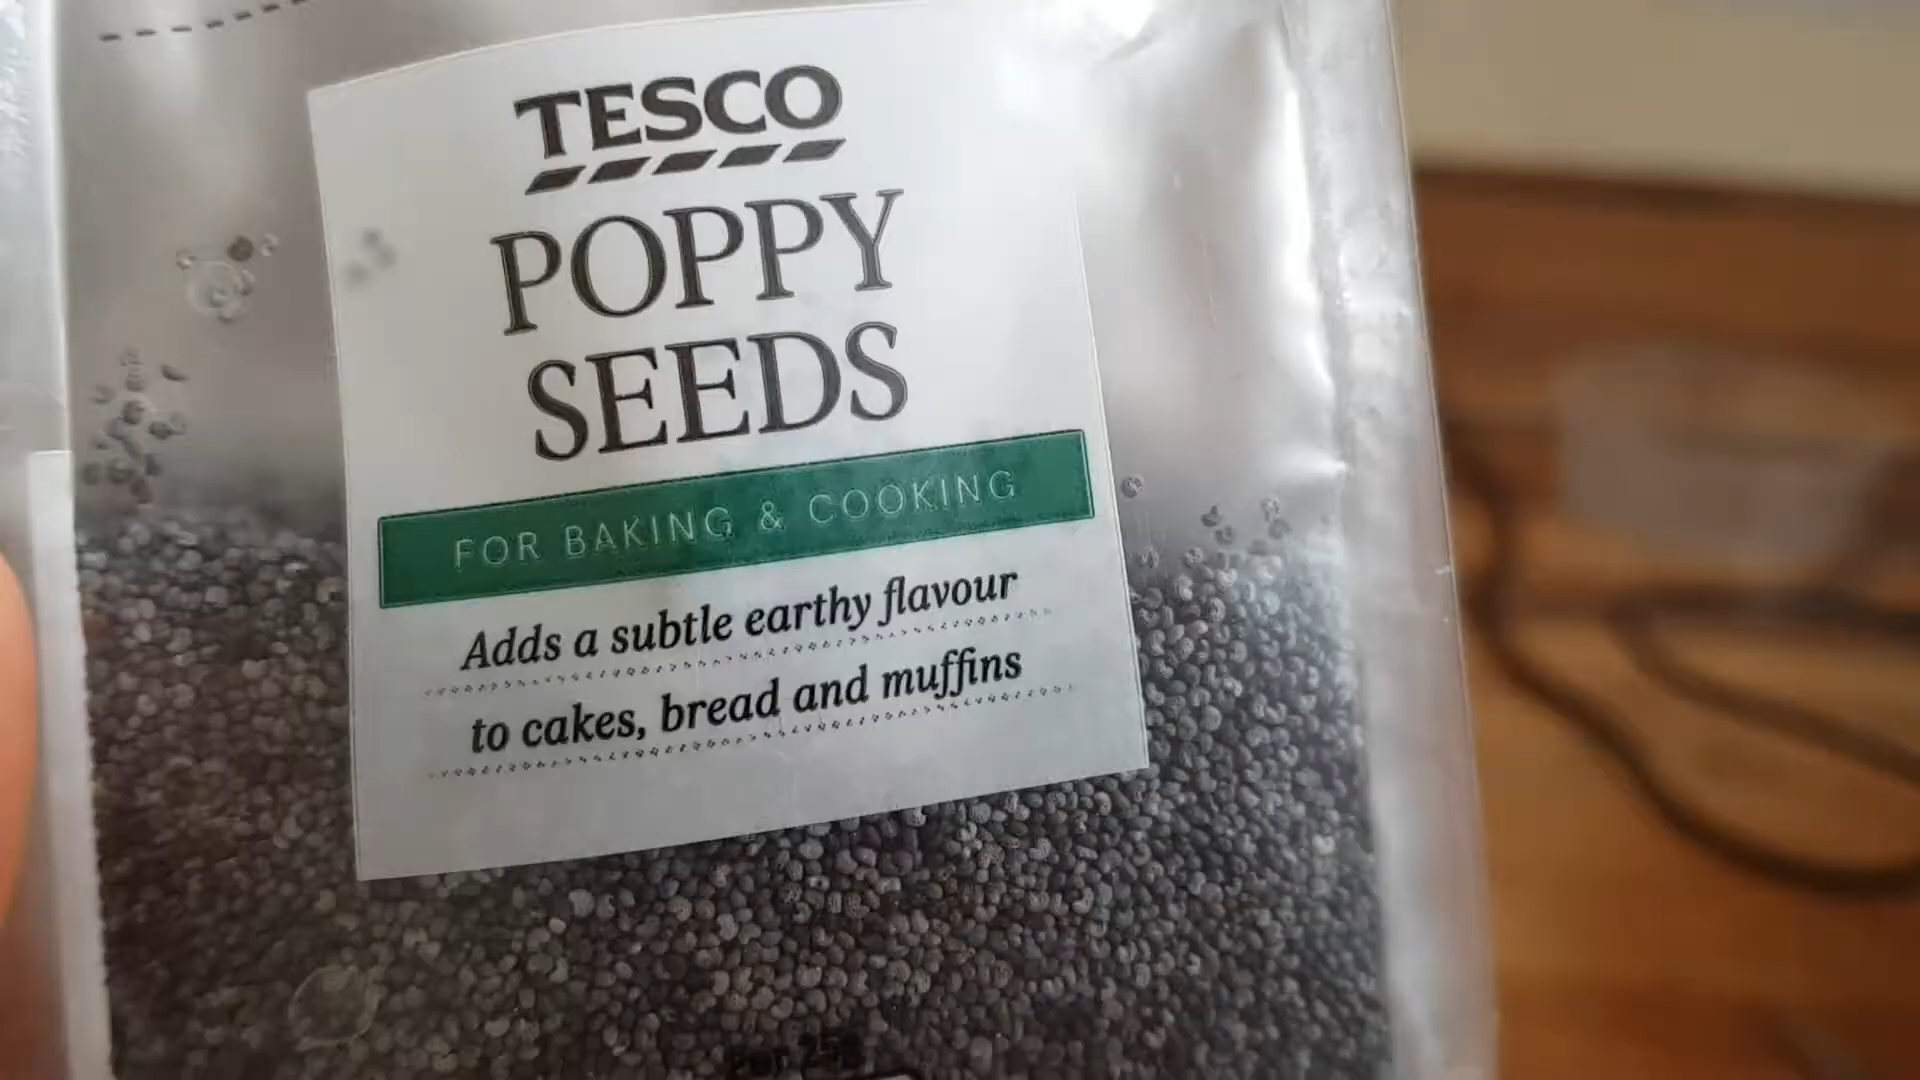 TESCO
POPPY
SEEDS
FOR BAKING & COOKING
Adds a subtle earthy flavour
to cakes, bread and muffins